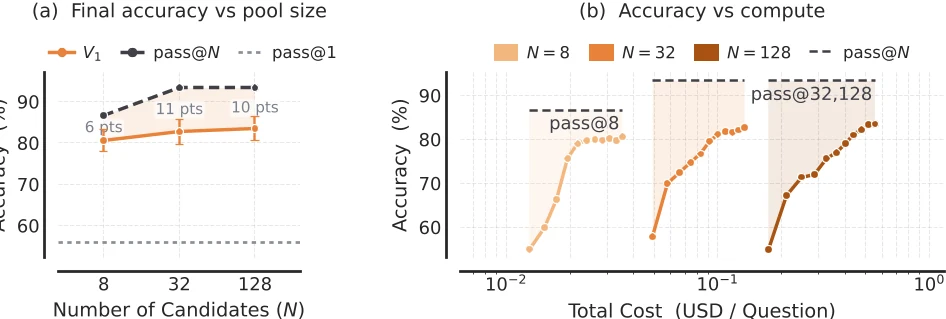 (a) Final accuracy vs pool size
V₁ pass@N pass@1
Accuracy (%)
90
80
70
60
6 pts
11 pts
10 pts
8 32 128
Number of Candidates (N)
(b) Accuracy vs compute
N = 8 N = 32 N = 128 pass@N
Accuracy (%)
90
80
70
60
pass@8
pass@32,128
10⁻² 10⁻¹ 10⁰
Total Cost (USD / Question)